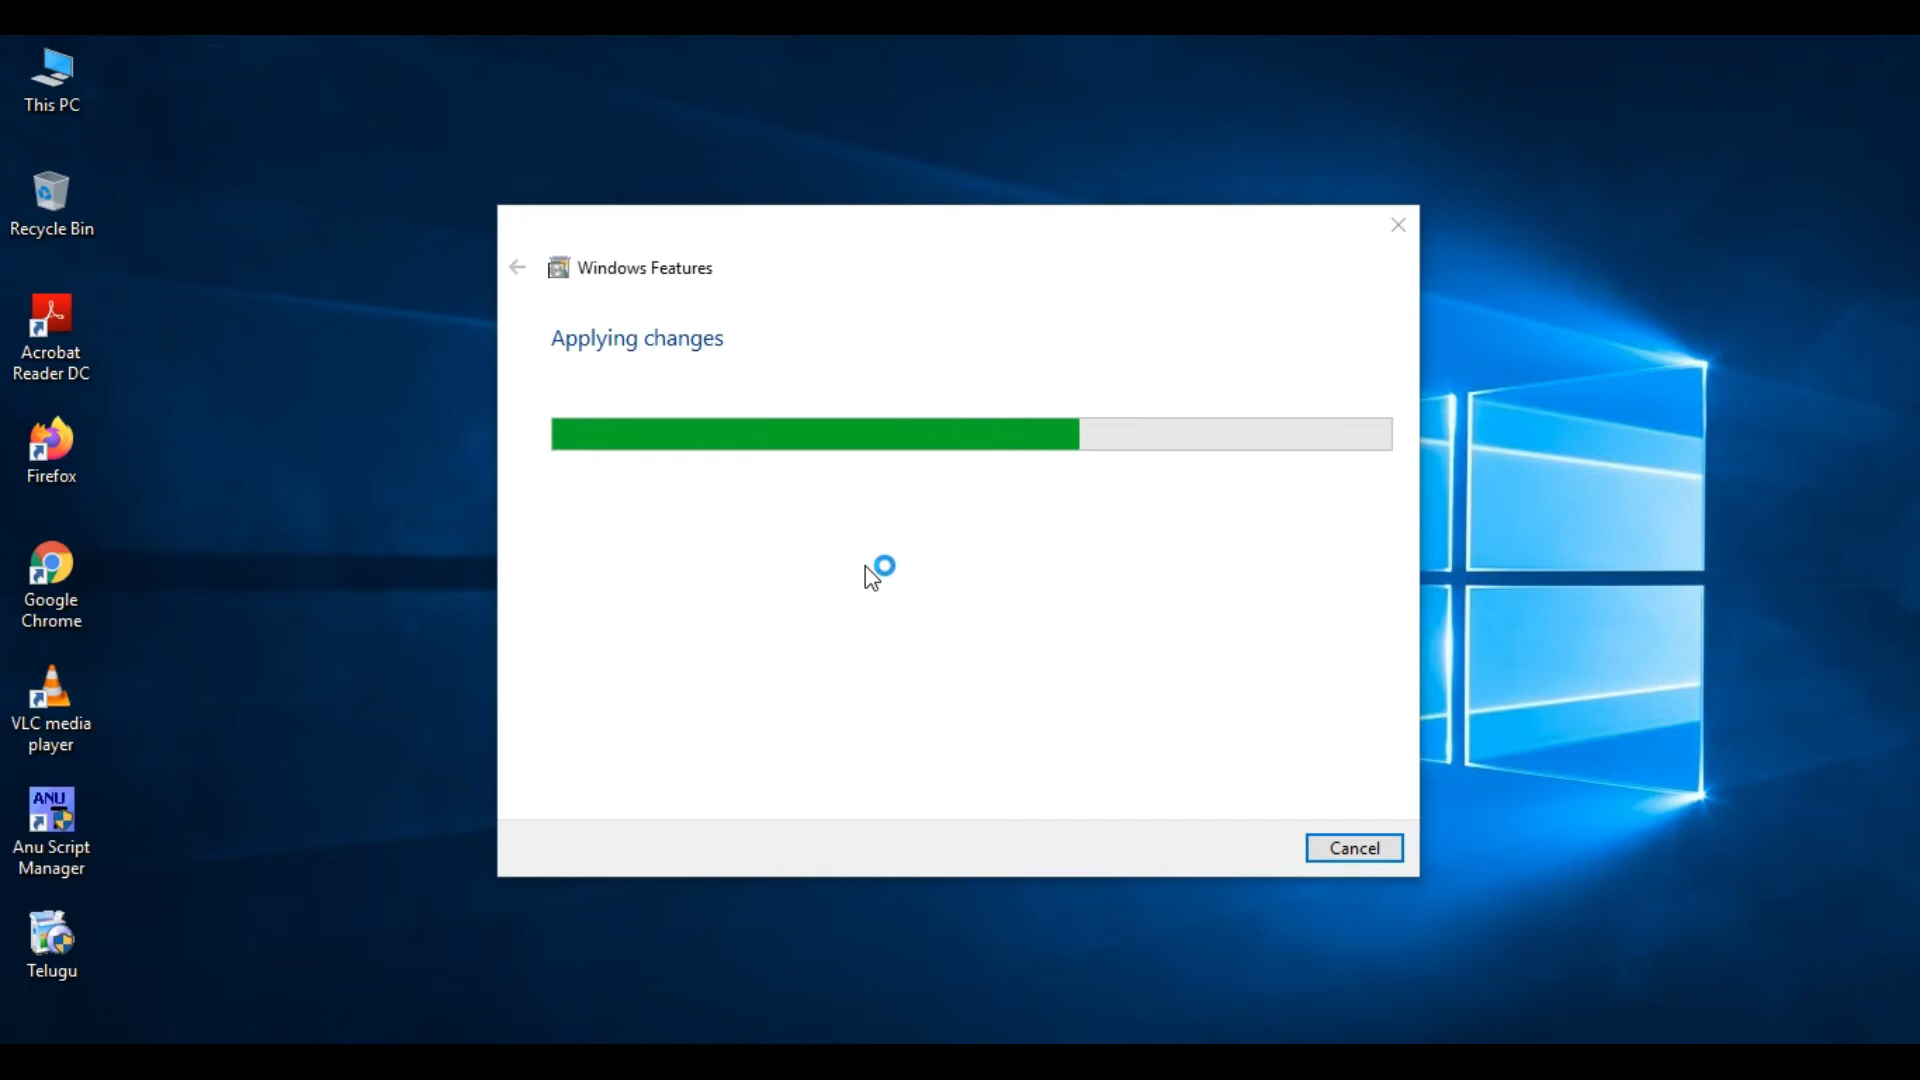 This PC
Recycle Bin
Acrobat
Reader DC
Firefox
Google
Chrome
VLC media
player
ANU
Anu Script
Manager
Telugu
Windows Features
Applying changes
Cancel